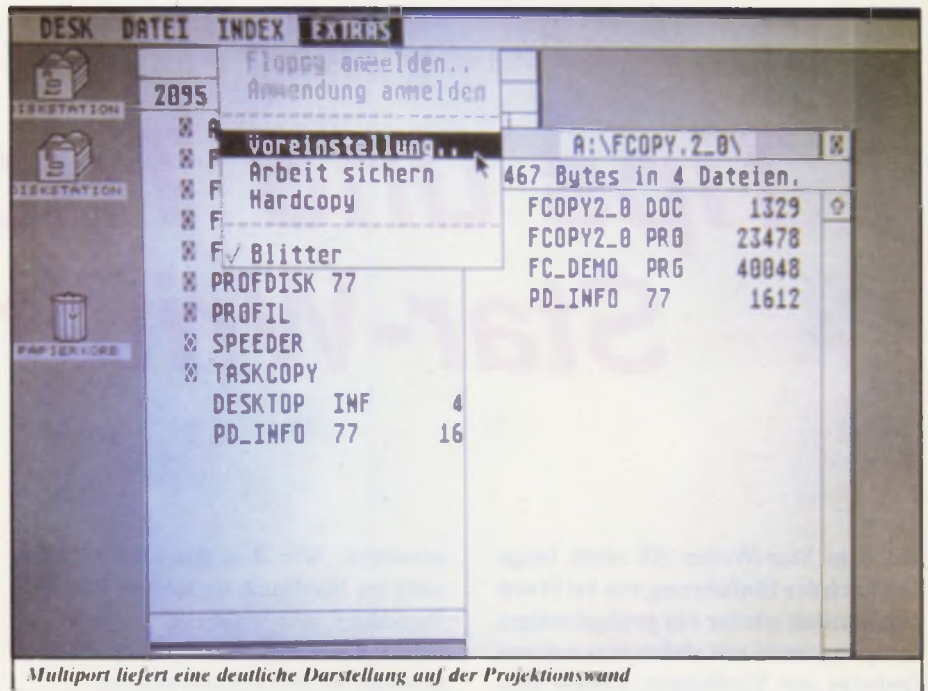 DESK DATEI INDEX EXTRAS
Floppy anmelden..
Anwendung anmelden
Voreinstellung..
Arbeit sichern
Hardcopy
√ Blitter
DISKSTATION
DISKSTATION
PAPIERKORB
2095
F
F
F
F
PROFDISK 77
PROFIL
SPEEDER
TASKCOPY
DESKTOP INF 4
PD_INFO 77 16
A:\FCOPY.2_0\
467 Bytes in 4 Dateien.
FCOPY2_0 DOC 1329
FCOPY2_0 PRG 23478
FC_DEMO PRG 40048
PD_INFO 77 1612
Multiport liefert eine deutliche Darstellung auf der Projektionswand